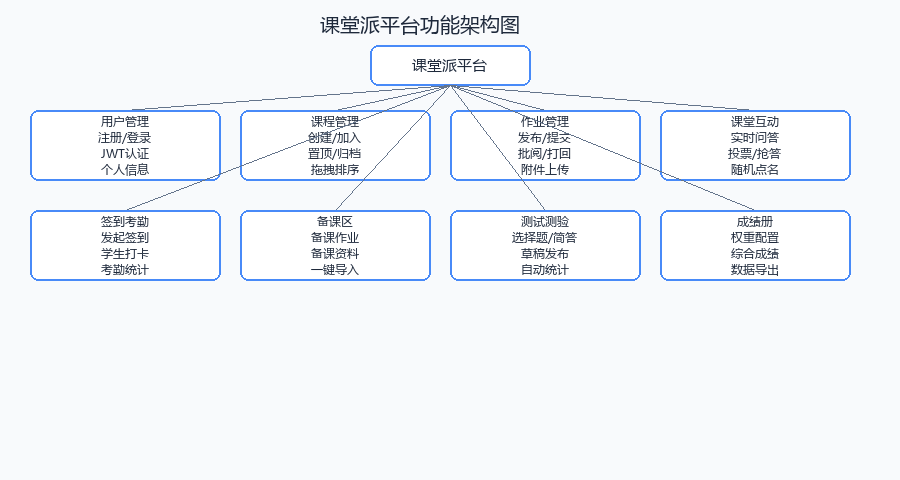 课堂派平台功能架构图
课堂派平台
用户管理
注册/登录
JWT认证
个人信息
课程管理
创建/加入
置顶/归档
拖拽排序
作业管理
发布/提交
批阅/打回
附件上传
课堂互动
实时问答
投票/抢答
随机点名
签到考勤
发起签到
学生打卡
考勤统计
备课区
备课作业
备课资料
一键导入
测试测验
选择题/简答
草稿发布
自动统计
成绩册
权重配置
综合成绩
数据导出